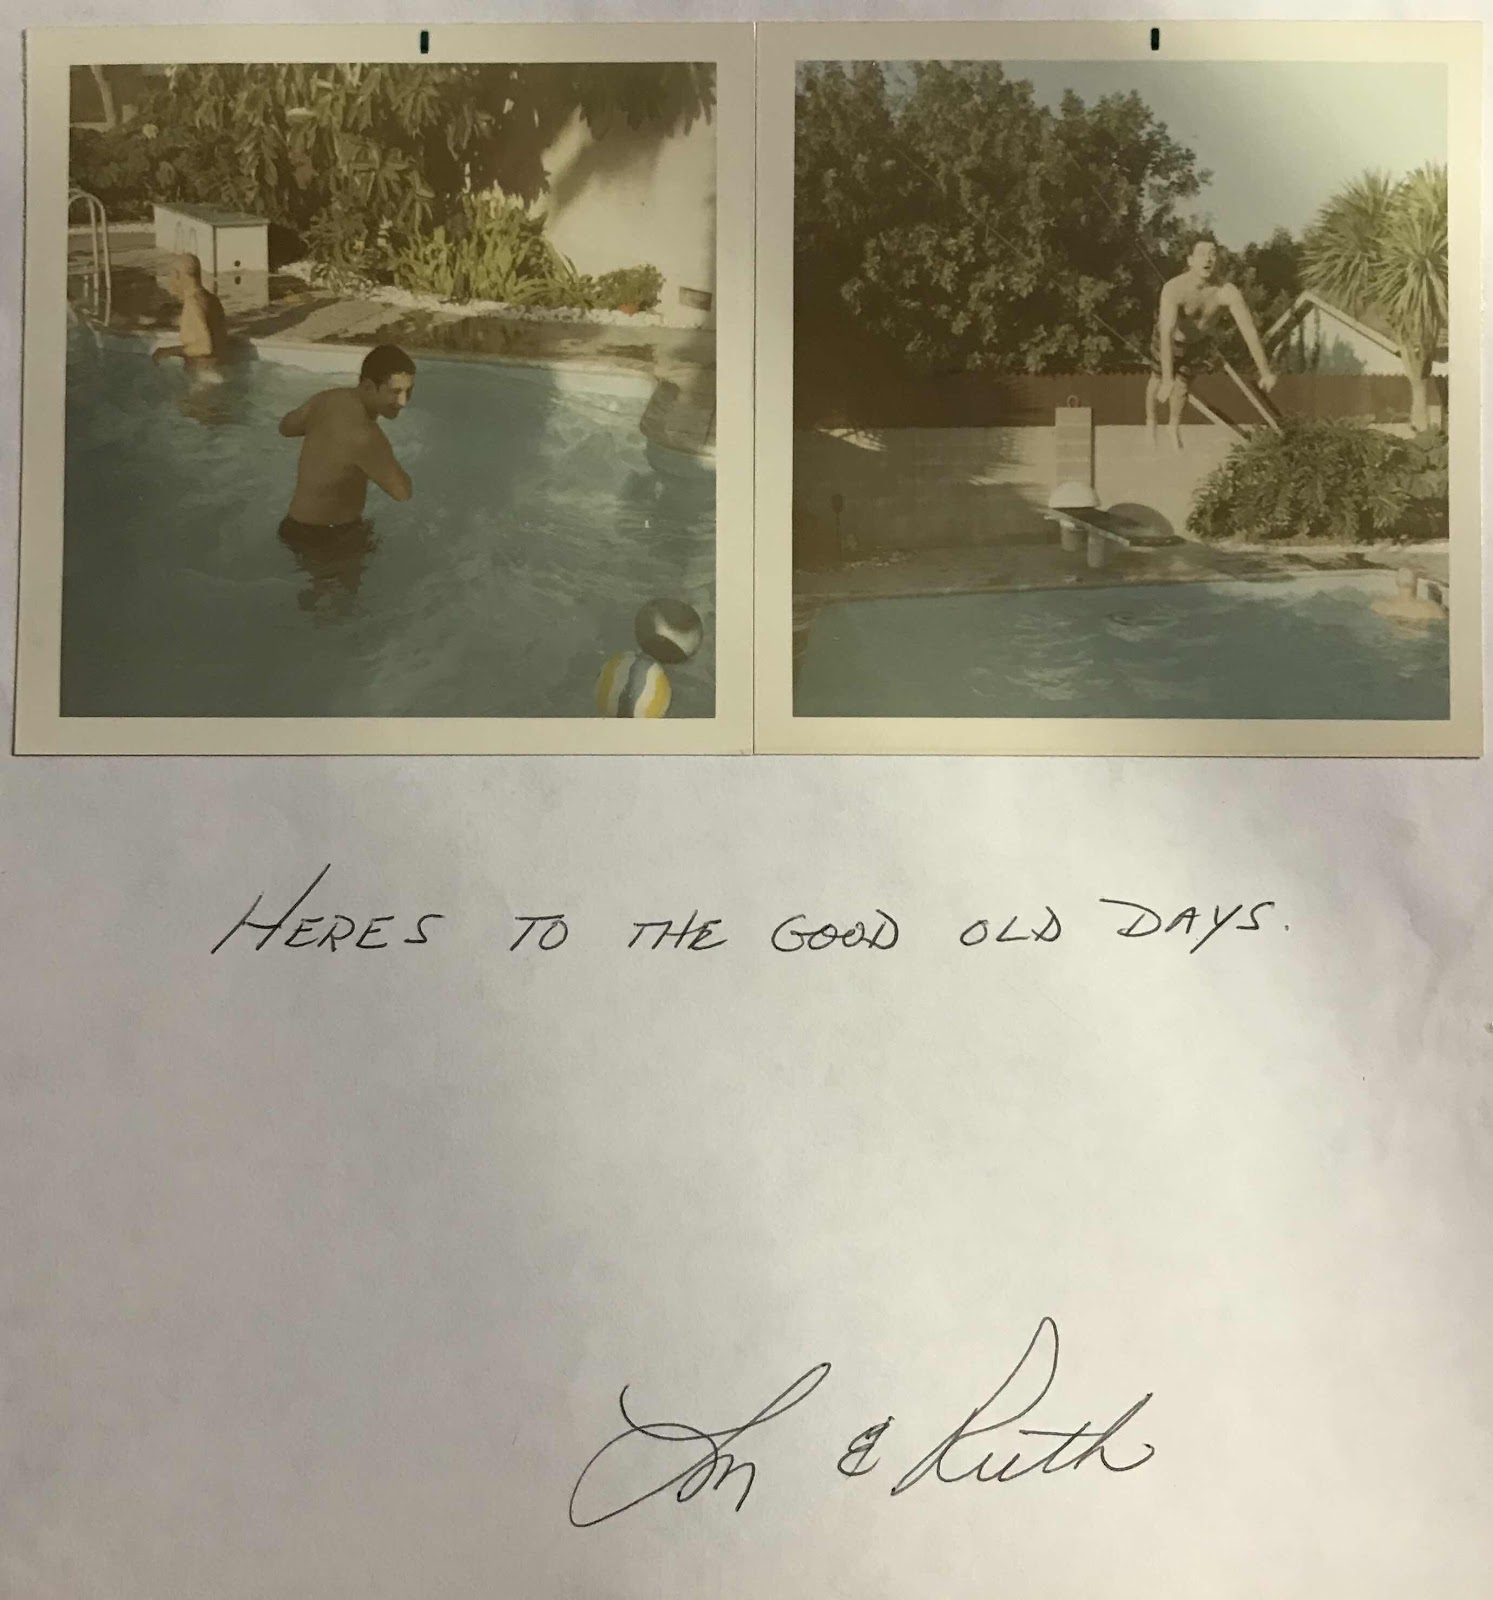 HERES TO THE GOOD OLD DAYS.
& Ruth